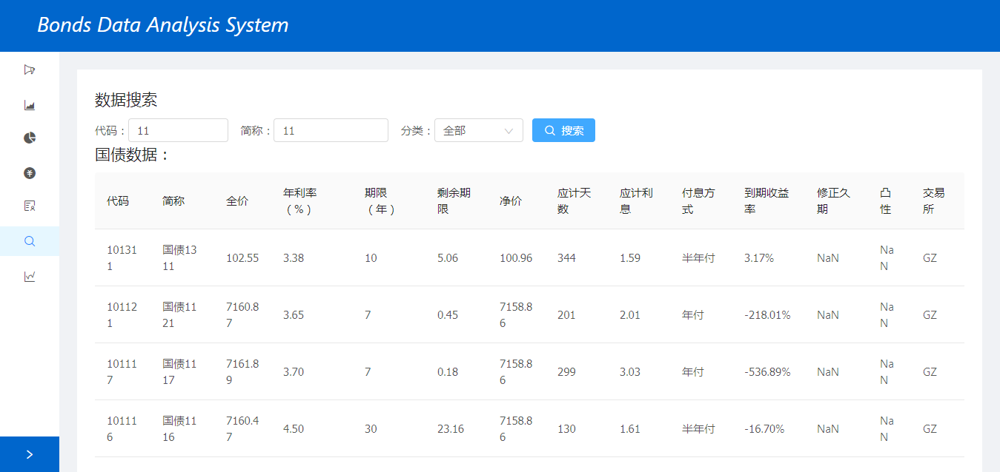 Bonds Data Analysis System
数据搜索
代码： 11 简称： 11 分类： 全部 搜索
国债数据：
代码 简称 全价 年利率（%） 期限（年） 剩余期限 净价 应计天数 应计利息 付息方式 到期收益率 修正久期 凸性 交易所
101311 国债1311 102.55 3.38 10 5.06 100.96 344 1.59 半年付 3.17% NaN NaN GZ
101121 国债1121 7160.87 3.65 7 0.45 7158.86 201 2.01 年付 -218.01% NaN NaN GZ
101117 国债1117 7161.89 3.70 7 0.18 7158.86 299 3.03 年付 -536.89% NaN NaN GZ
101116 国债1116 7160.47 4.50 30 23.16 7158.86 130 1.61 半年付 -16.70% NaN NaN GZ